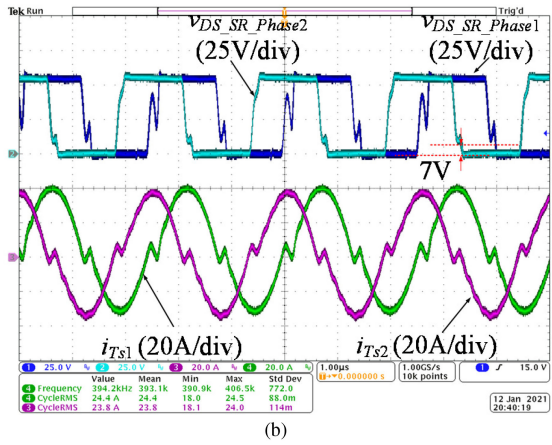 Tek Run Trig'd
vDS_SR_Phase2 vDS_SR_Phase1
(25V/div) (25V/div)
7V
iTs1 (20A/div) iTs2 (20A/div)
1 25.0 V 2 25.0 V 3 20.0 A 4 20.0 A 1.00μs 1.00GS/s 1 15.0 V
T 0.000000 s 10k points
Value Mean Min Max Std Dev
4 Frequency 394.2kHz 393.1k 390.9k 406.5k 772.0
4 CycleRMS 24.4 A 24.4 18.0 24.5 88.0m
3 CycleRMS 23.8 A 23.8 18.1 24.0 114m
12 Jan 2021
20:40:19
(b)